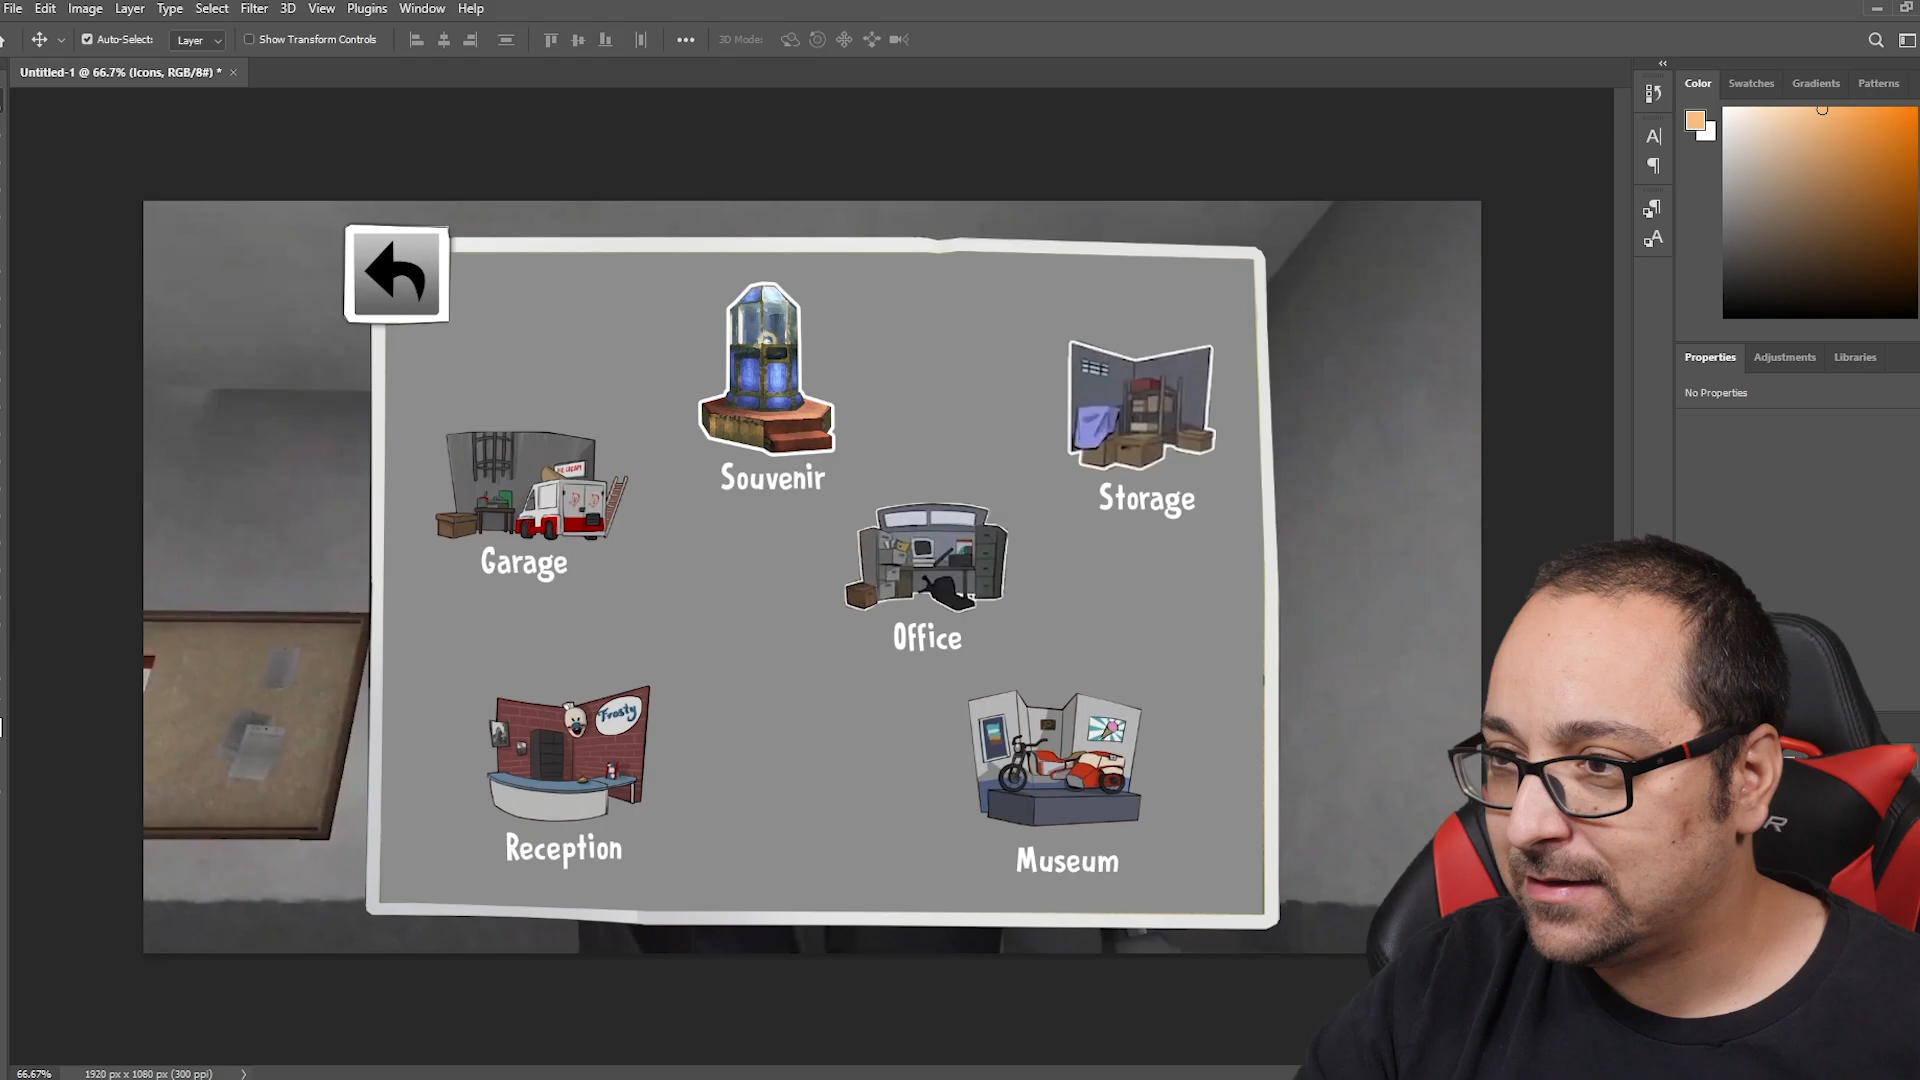 File Edit Image Layer Type Select Filter 3D View Plugins Window Help
Auto-Select: Layer Show Transform Controls 3D Mode:
Untitled-1 @ 66.7% (Icons, RGB/8#) * ×
Color Swatches Gradients Patterns
Properties Adjustments Libraries
No Properties
Souvenir
Storage
ICE CREAM
Garage
Office
Frosty
Reception
Museum
66.67% 1920 px x 1080 px (300 ppi)